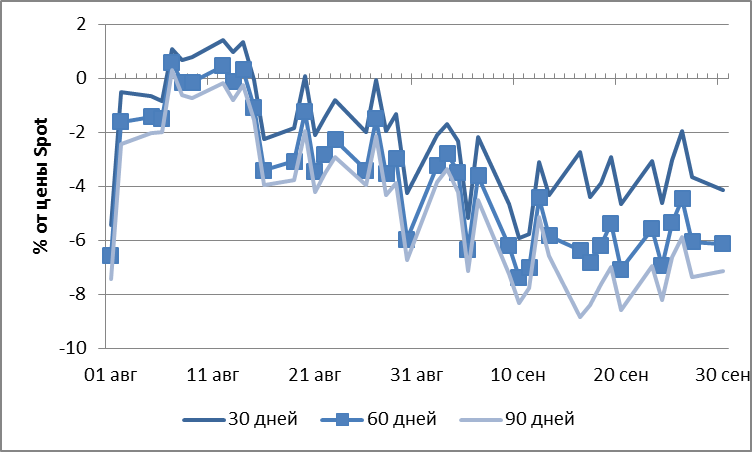 % от цены Spot
2
0
-2
-4
-6
-8
-10
01 авг 11 авг 21 авг 31 авг 10 сен 20 сен 30 сен
30 дней 60 дней 90 дней